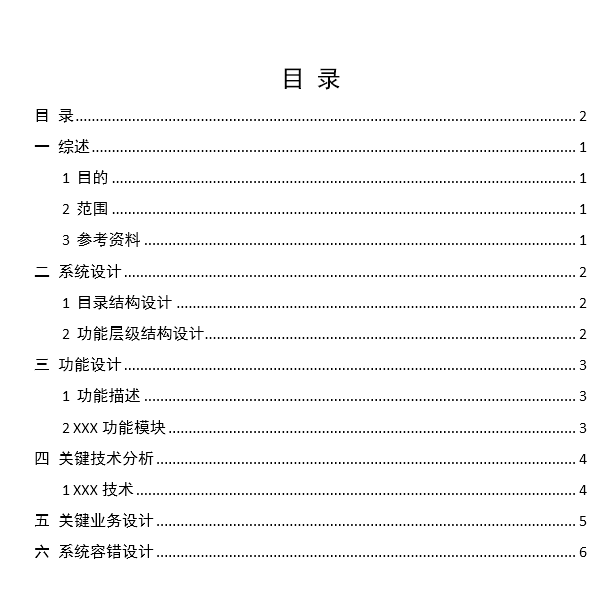 目 录
目 录 2
一 综述 1
1 目的 1
2 范围 1
3 参考资料 1
二 系统设计 2
1 目录结构设计 2
2 功能层级结构设计 2
三 功能设计 3
1 功能描述 3
2 XXX 功能模块 3
四 关键技术分析 4
1 XXX 技术 4
五 关键业务设计 5
六 系统容错设计 6